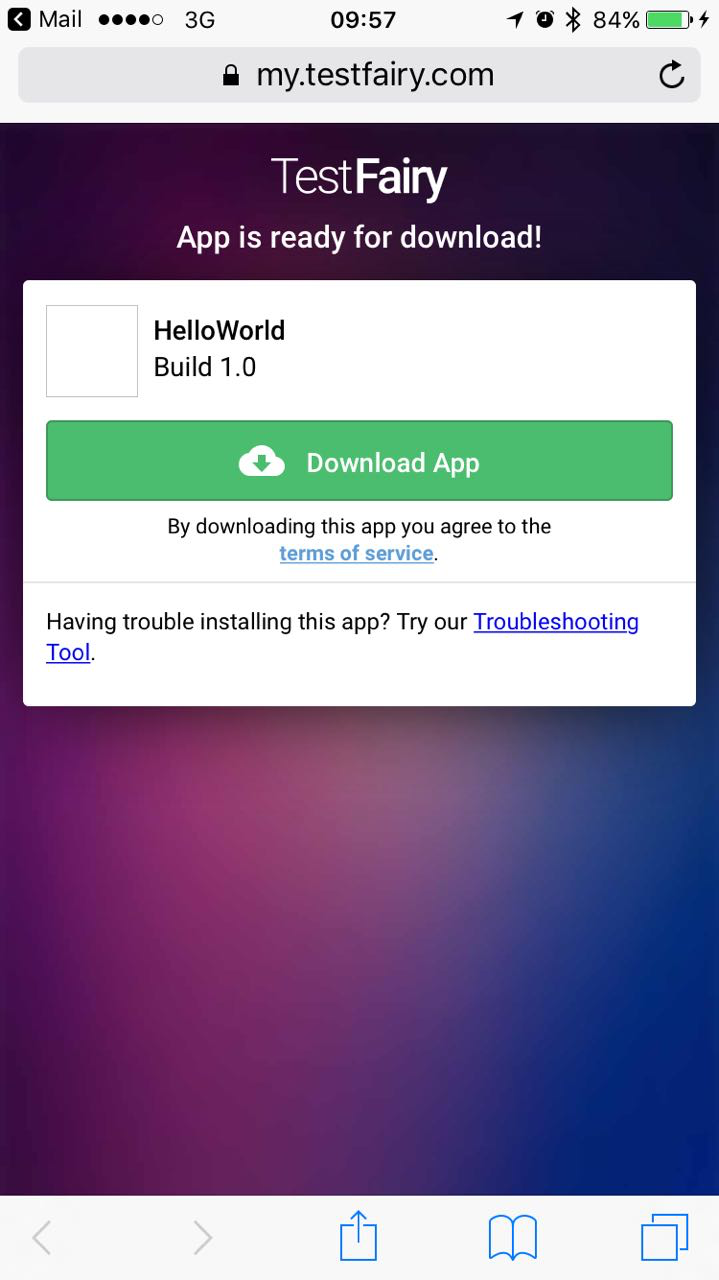 Mail 3G 09:57 84%
my.testfairy.com
TestFairy
App is ready for download!
HelloWorld
Build 1.0
Download App
By downloading this app you agree to the
terms of service.
Having trouble installing this app? Try our Troubleshooting
Tool.